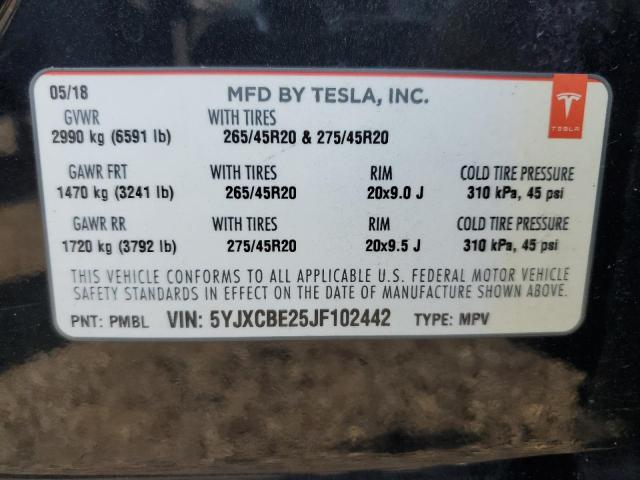 05/18 MFD BY TESLA, INC.
GVWR WITH TIRES
2990 kg (6591 lb) 265/45R20 & 275/45R20
TESLA
GAWR FRT WITH TIRES RIM COLD TIRE PRESSURE
1470 kg (3241 lb) 265/45R20 20x9.0 J 310 kPa, 45 psi
GAWR RR WITH TIRES RIM COLD TIRE PRESSURE
1720 kg (3792 lb) 275/45R20 20x9.5 J 310 kPa, 45 psi
THIS VEHICLE CONFORMS TO ALL APPLICABLE U.S. FEDERAL MOTOR VEHICLE
SAFETY STANDARDS IN EFFECT ON THE DATE OF MANUFACTURE SHOWN ABOVE.
PNT: PMBL VIN: 5YJXCBE25JF102442 TYPE: MPV